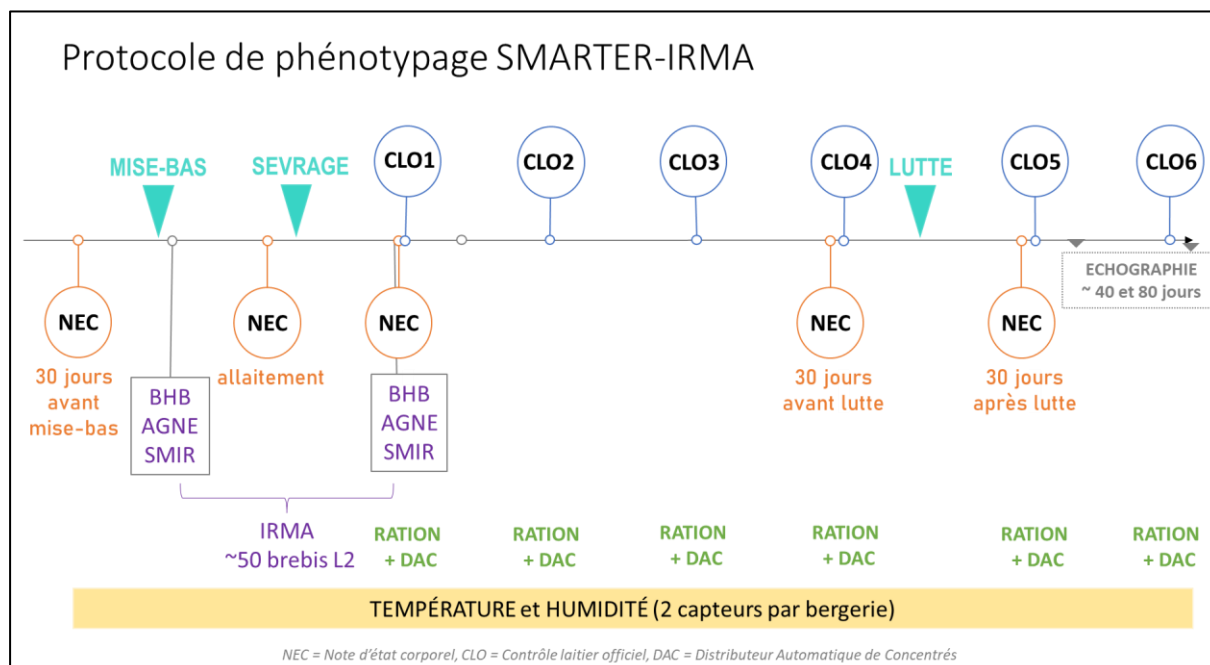 Protocole de phénotypage SMARTER-IRMA
MISE-BAS
SEVRAGE
CLO1
CLO2
CLO3
CLO4
LUTTE
CLO5
CLO6
ECHOGRAPHIE
~ 40 et 80 jours
NEC
NEC
NEC
NEC
NEC
30 jours
avant
mise-bas
allaitement
30 jours
avant lutte
30 jours
après lutte
BHB
AGNE
SMIR
BHB
AGNE
SMIR
IRMA
~50 brebis L2
RATION
+ DAC
RATION
+ DAC
RATION
+ DAC
RATION
+ DAC
RATION
+ DAC
RATION
+ DAC
TEMPÉRATURE et HUMIDITÉ (2 capteurs par bergerie)
NEC = Note d'état corporel, CLO = Contrôle laitier officiel, DAC = Distributeur Automatique de Concentrés